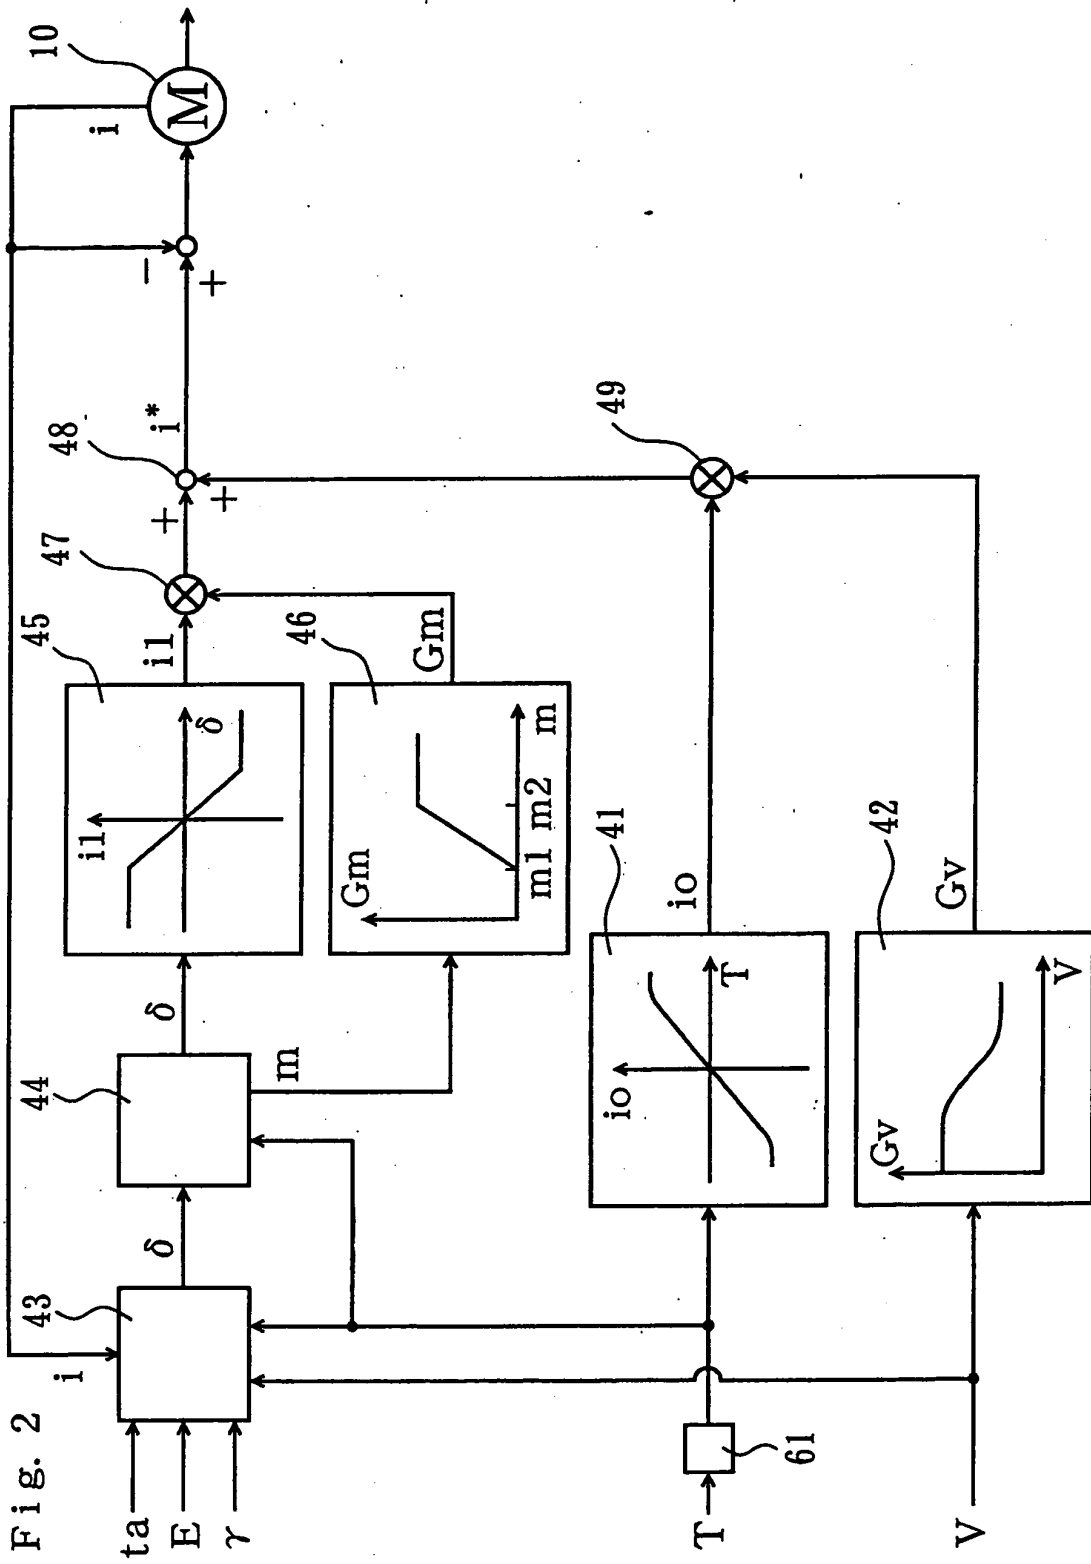 Fig. 2
10
M
i
−
+
i*
48
+
+
47
49
45
i1
i1
δ
46
Gm
Gm
m1 m2 m
δ
44
m
δ
43
i
ta
E
γ
41
io
io
T
42
Gv
Gv
V
T
61
V